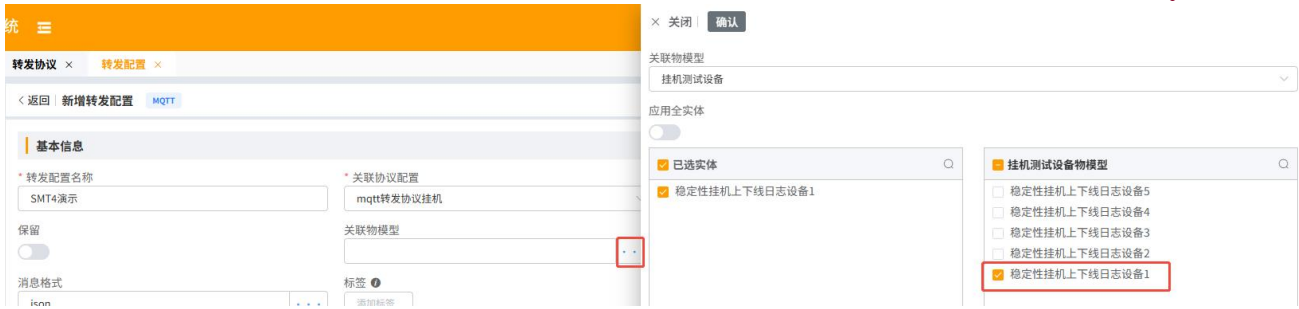 统
转发协议 × 转发配置 ×
< 返回 | 新增转发配置 MQTT
基本信息
* 转发配置名称
SMT4演示
* 关联协议配置
mqtt转发协议挂机
保留
关联物模型
消息格式
json
标签
添加标签
× 关闭 | 确认
关联物模型
挂机测试设备
应用全实体
已选实体
稳定性挂机上下线日志设备1
挂机测试设备物模型
稳定性挂机上下线日志设备5
稳定性挂机上下线日志设备4
稳定性挂机上下线日志设备3
稳定性挂机上下线日志设备2
稳定性挂机上下线日志设备1